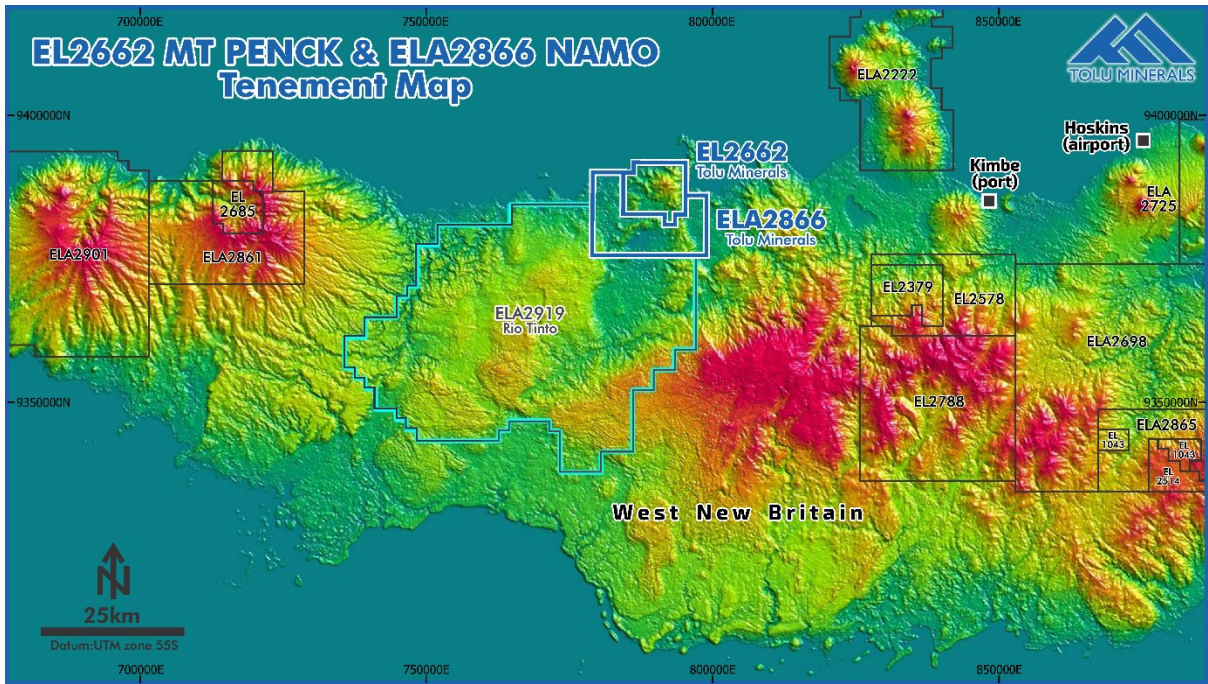 700000E
750000E
800000E
850000E
EL2662 MT PENCK & ELA2866 NAMO
Tenement Map
TOLU MINERALS
ELA2222
9400000N
9400000N
Hoskins
(airport)
EL2662
Tolu Minerals
Kimbe
(port)
EL
2685
ELA
2725
ELA2866
Tolu Minerals
ELA2901
ELA2861
EL2379
EL2578
ELA2919
Rio Tinto
ELA2698
9350000N
9350000N
EL2788
ELA2865
EL
1043
EL
1043
EL
2514
West New Britain
N
25km
Datum:UTM zone 55S
700000E
750000E
800000E
850000E